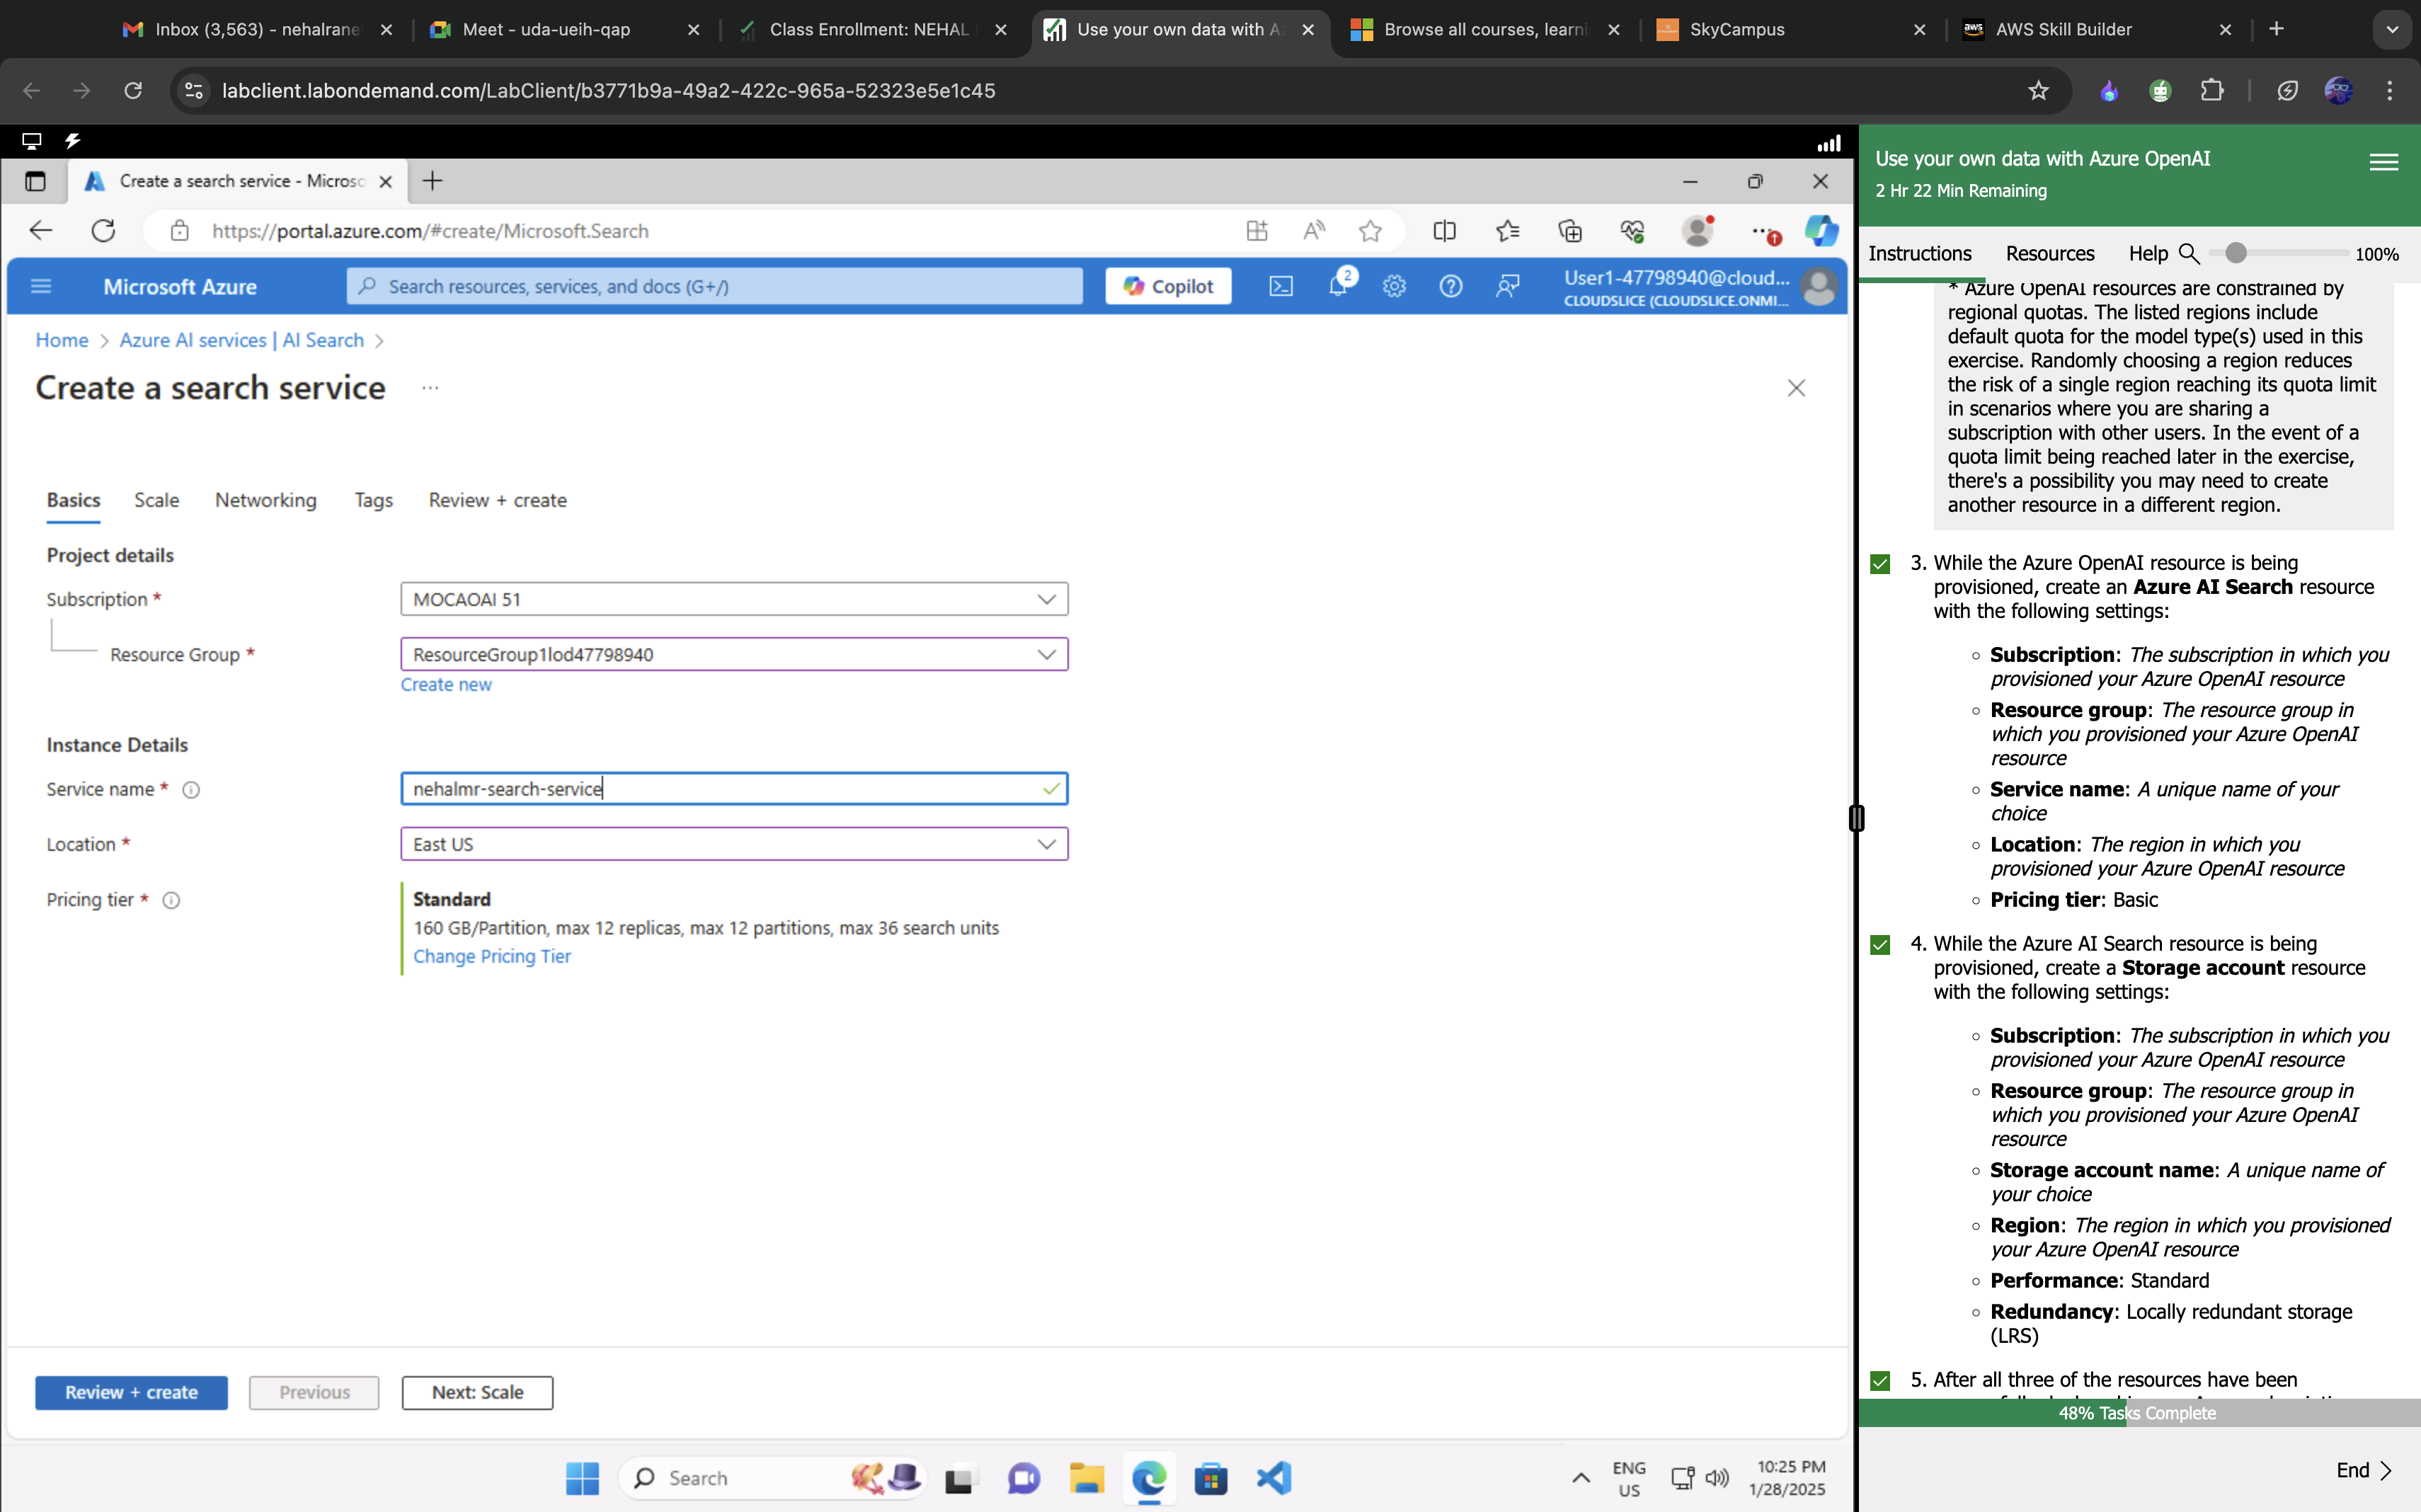 Inbox (3,563) - nehalrane
Meet - uda-ueih-qap
Class Enrollment: NEHAL
Use your own data with A
Browse all courses, learni
SkyCampus
aws
AWS Skill Builder
labclient.labondemand.com/LabClient/b3771b9a-49a2-422c-965a-52323e5e1c45
Create a search service - Microso
https://portal.azure.com/#create/Microsoft.Search
Microsoft Azure
Search resources, services, and docs (G+/)
Copilot
2
User1-47798940@cloud...
CLOUDSLICE (CLOUDSLICE.ONMI...
Home > Azure AI services | AI Search >
Create a search service ...
Basics
Scale
Networking
Tags
Review + create
Project details
Subscription *
MOCAOAI 51
Resource Group *
ResourceGroup1lod47798940
Create new
Instance Details
Service name *
nehalmr-search-service
Location *
East US
Pricing tier *
Standard
160 GB/Partition, max 12 replicas, max 12 partitions, max 36 search units
Change Pricing Tier
Review + create
Previous
Next: Scale
Search
ENG
US
10:25 PM
1/28/2025
Use your own data with Azure OpenAI
2 Hr 22 Min Remaining
Instructions
Resources
Help
100%
* Azure OpenAI resources are constrained by
regional quotas. The listed regions include
default quota for the model type(s) used in this
exercise. Randomly choosing a region reduces
the risk of a single region reaching its quota limit
in scenarios where you are sharing a
subscription with other users. In the event of a
quota limit being reached later in the exercise,
there's a possibility you may need to create
another resource in a different region.
3. While the Azure OpenAI resource is being
provisioned, create an Azure AI Search resource
with the following settings:
Subscription: The subscription in which you
provisioned your Azure OpenAI resource
Resource group: The resource group in
which you provisioned your Azure OpenAI
resource
Service name: A unique name of your
choice
Location: The region in which you
provisioned your Azure OpenAI resource
Pricing tier: Basic
4. While the Azure AI Search resource is being
provisioned, create a Storage account resource
with the following settings:
Subscription: The subscription in which you
provisioned your Azure OpenAI resource
Resource group: The resource group in
which you provisioned your Azure OpenAI
resource
Storage account name: A unique name of
your choice
Region: The region in which you provisioned
your Azure OpenAI resource
Performance: Standard
Redundancy: Locally redundant storage
(LRS)
5. After all three of the resources have been
48% Tasks Complete
End